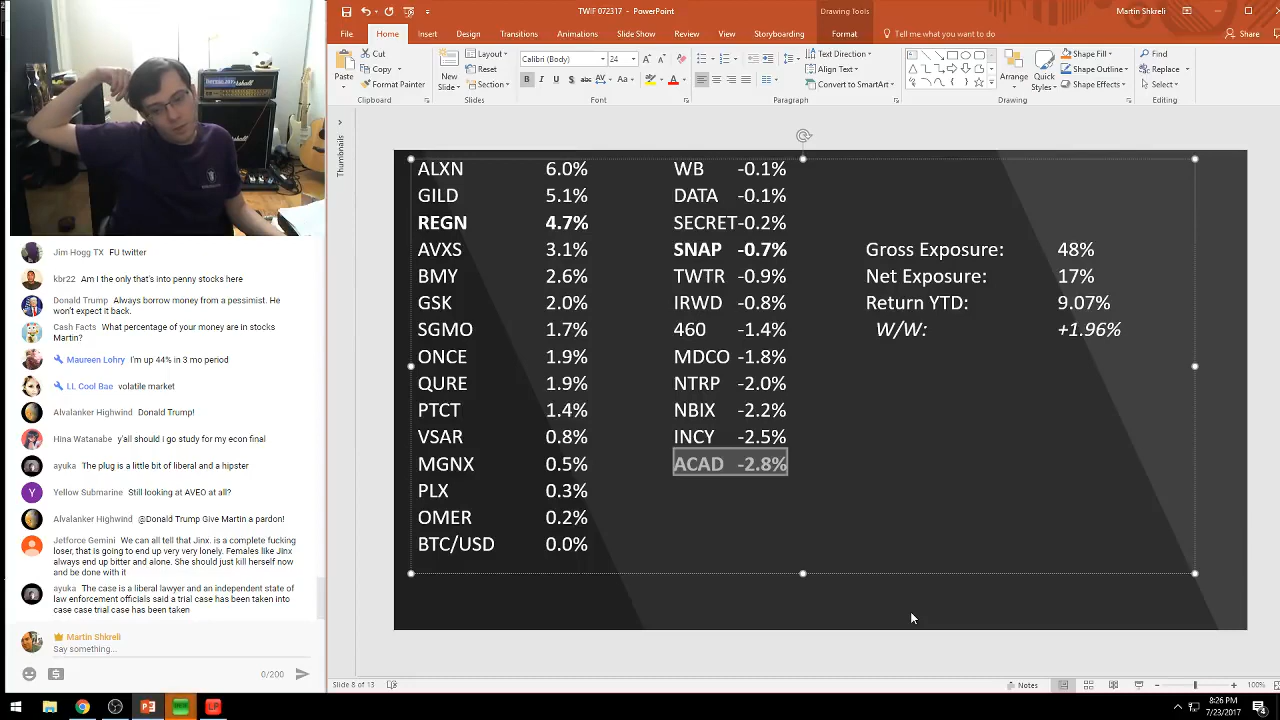 TWIF 072317 - PowerPoint
Drawing Tools
Martin Shkreli
File
Home
Insert
Design
Transitions
Animations
Slide Show
Review
View
Storyboarding
Format
Tell me what you want to do
Share
Paste
Cut
Copy
Format Painter
Clipboard
New
Slide
Layout
Reset
Section
Slides
Calibri (Body)
24
Font
Text Direction
Align Text
Convert to SmartArt
Paragraph
Arrange
Quick
Styles
Shape Fill
Shape Outline
Shape Effects
Drawing
Find
Replace
Select
Editing
Marshall
Thumbnails
Jim Hogg TX FU twitter
kbr22 Am I the only that's into penny stocks here
Donald Trump Always borrow money from a pessimist. He
won't expect it back.
Cash Facts What percentage of your money are in stocks
Martin?
Maureen Lohry I'm up 44% in 3 mo period
LL Cool Bae volatile market
Alvalanker Highwind Donald Trump!
Hina Watanabe y'all should i go study for my econ final
ayuka The plug is a little bit of liberal and a hipster
Y
Yellow Submarine Still looking at AVEO at all?
Alvalanker Highwind @Donald Trump Give Martin a pardon!
Jetforce Gemini We can all tell that Jinx. is a complete fucking
loser, that is going to end up very very lonely. Females like Jinx
always end up bitter and alone. She should just kill herself now
and be done with it
ayuka The case is a liberal lawyer and an independent state of
law enforcement officials said a trial case has been taken into
case case trial case has been taken
Martin Shkreli
Say something...
0/200
ALXN 6.0% WB -0.1%
GILD 5.1% DATA -0.1%
REGN 4.7% SECRET -0.2%
AVXS 3.1% SNAP -0.7% Gross Exposure: 48%
BMY 2.6% TWTR -0.9% Net Exposure: 17%
GSK 2.0% IRWD -0.8% Return YTD: 9.07%
SGMO 1.7% 460 -1.4% W/W: +1.96%
ONCE 1.9% MDCO -1.8%
QURE 1.9% NTRP -2.0%
PTCT 1.4% NBIX -2.2%
VSAR 0.8% INCY -2.5%
MGNX 0.5% ACAD -2.8%
PLX 0.3%
OMER 0.2%
BTC/USD 0.0%
Slide 8 of 13
Notes
100%
8:26 PM
7/23/2017